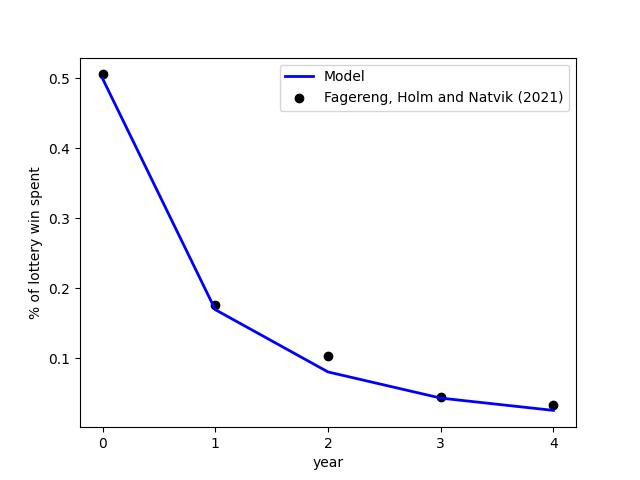 Model
Fagereng, Holm and Natvik (2021)
% of lottery win spent
0.5
0.4
0.3
0.2
0.1
0 1 2 3 4
year